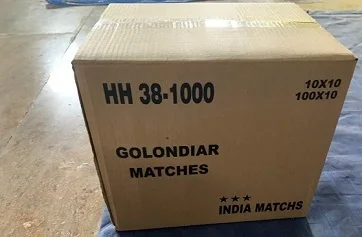 HH 38-1000
10X10
100X10
GOLONDIAR
MATCHES
★★★
INDIA MATCHS